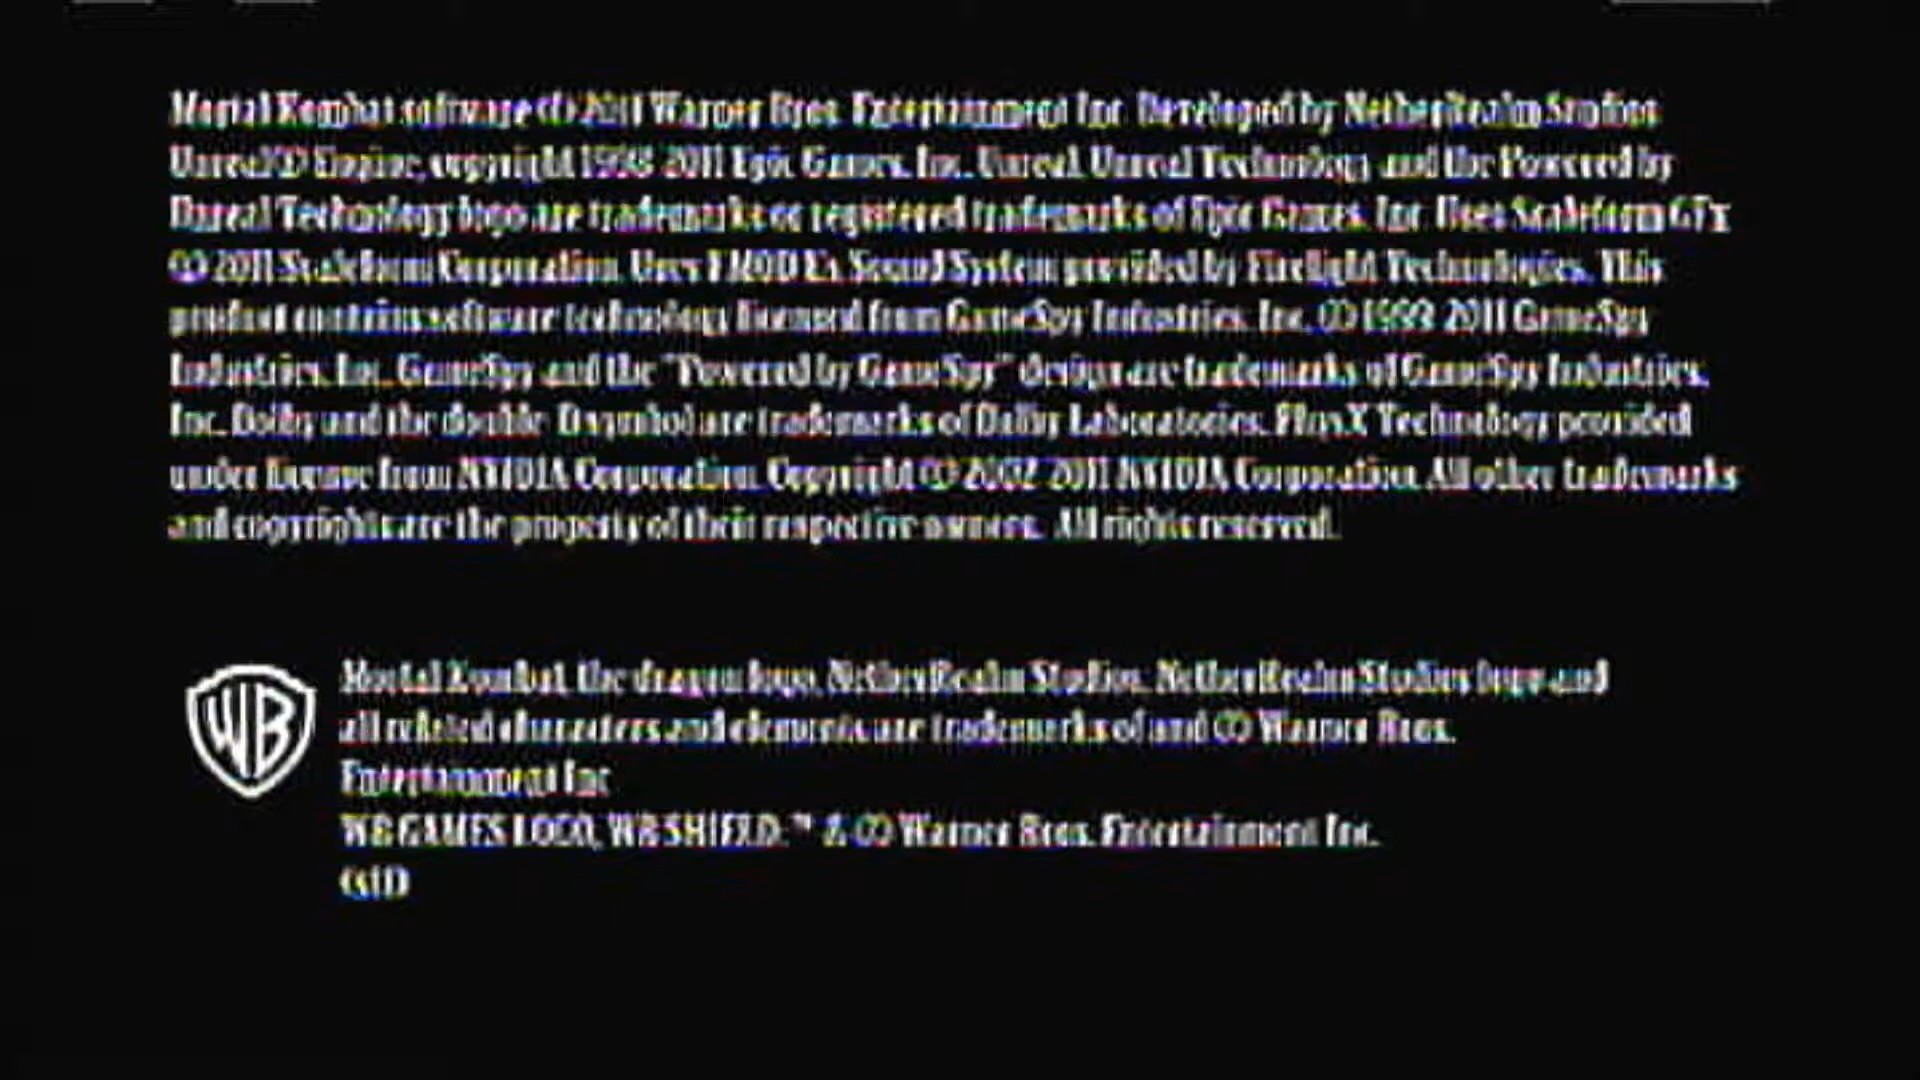 Mortal Kombat software © 2011 Warner Bros. Entertainment Inc. Developed by NetherRealm Studios
Unreal® Engine, copyright 1998-2011 Epic Games, Inc. Unreal, Unreal Technology and the Powered by
Unreal Technology logo are trademarks or registered trademarks of Epic Games, Inc. Uses Scaleform GFx
© 2011 Scaleform Corporation. Uses FMOD Ex Sound System provided by Firelight Technologies. This
product contains software technology licensed from GameSpy Industries, Inc. © 1999-2011 GameSpy
Industries, Inc. GameSpy and the "Powered by GameSpy" design are trademarks of GameSpy Industries,
Inc. Dolby and the double-D symbol are trademarks of Dolby Laboratories. PhysX Technology provided
under license from NVIDIA Corporation. Copyright © 2002-2011 NVIDIA Corporation. All other trademarks
and copyrights are the property of their respective owners. All rights reserved.
WB
Mortal Kombat, the dragon logo, NetherRealm Studios, NetherRealm Studios logo and
all related characters and elements are trademarks of and © Warner Bros.
Entertainment Inc.
WB GAMES LOGO, WB SHIELD: ™ & © Warner Bros. Entertainment Inc.
(s11)